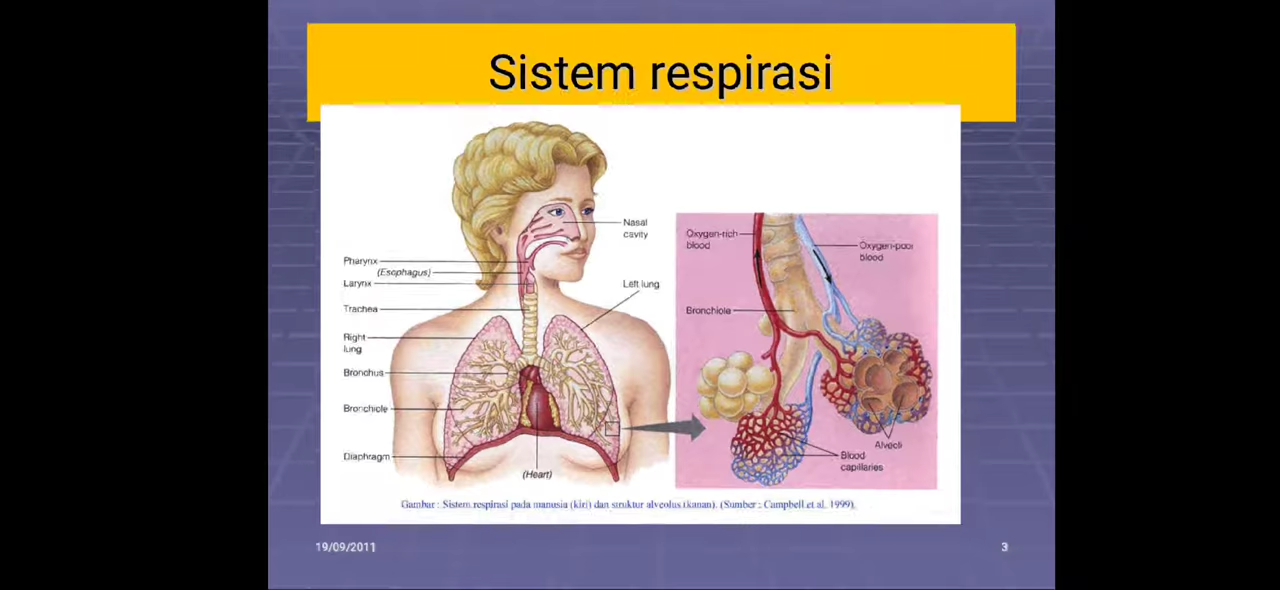 Sistem respirasi
Nasal
cavity
Pharynx
(Esophagus)
Larynx
Left lung
Trachea
Right
lung
Bronchus
Bronchiole
Diaphragm
(Heart)
Oxygen-rich
blood
Oxygen-poor
blood
Bronchiole
Alveoli
Blood
capillaries
Gambar : Sistem respirasi pada manusia (kiri) dan struktur alveolus (kanan). (Sumber : Campbell et al. 1999).
19/09/2011
3